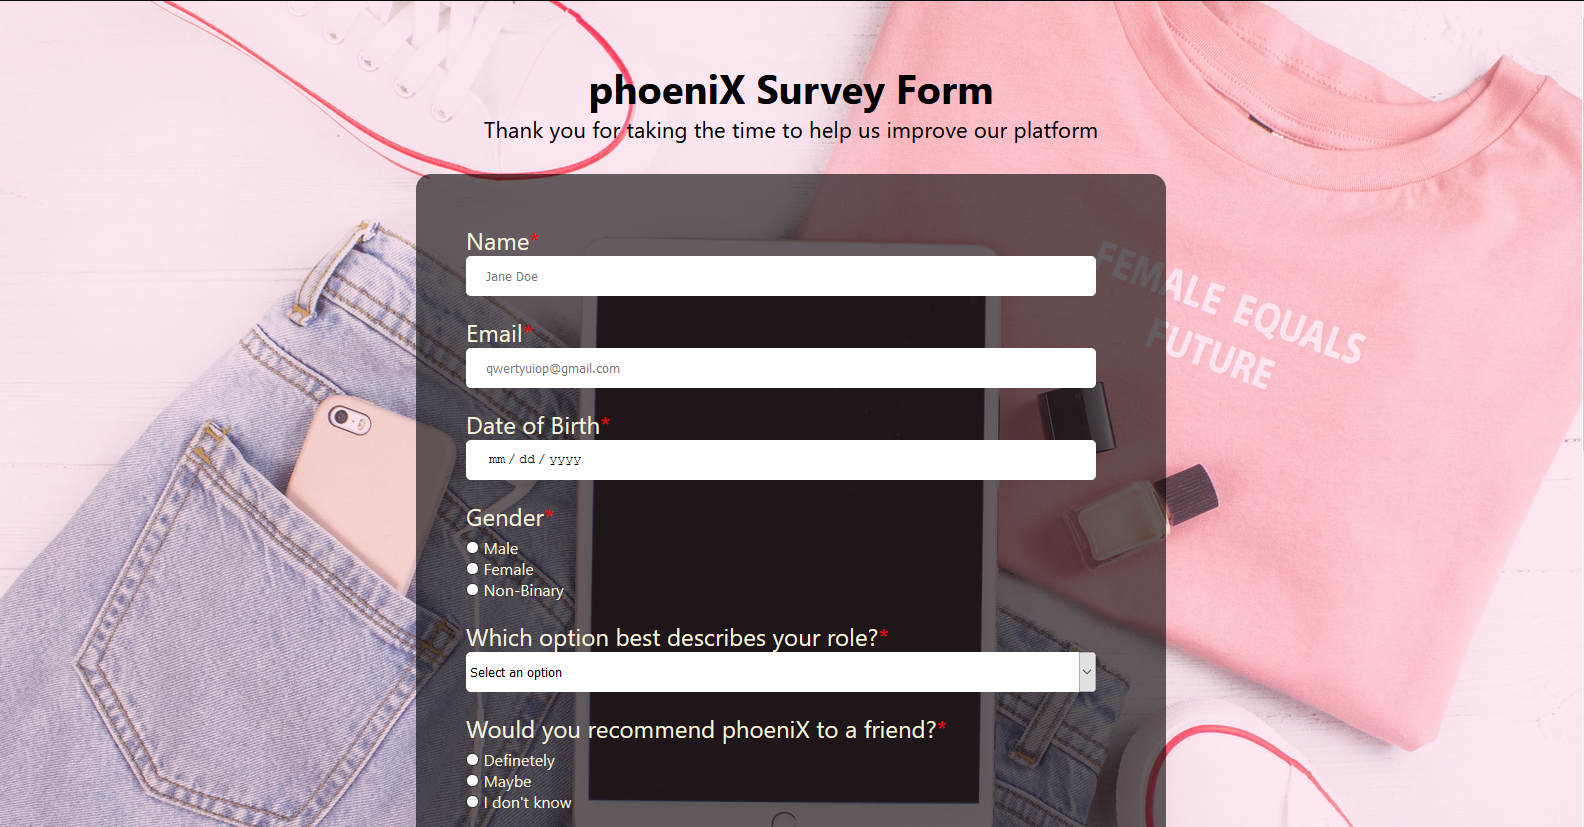 phoeniX Survey Form
Thank you for taking the time to help us improve our platform
Name*
Jane Doe
Email*
qwertyuiop@gmail.com
Date of Birth*
mm / dd / yyyy
Gender*
Male
Female
Non-Binary
Which option best describes your role?*
Select an option
Would you recommend phoeniX to a friend?*
Definetely
Maybe
I don't know
FEMALE EQUALS
FUTURE